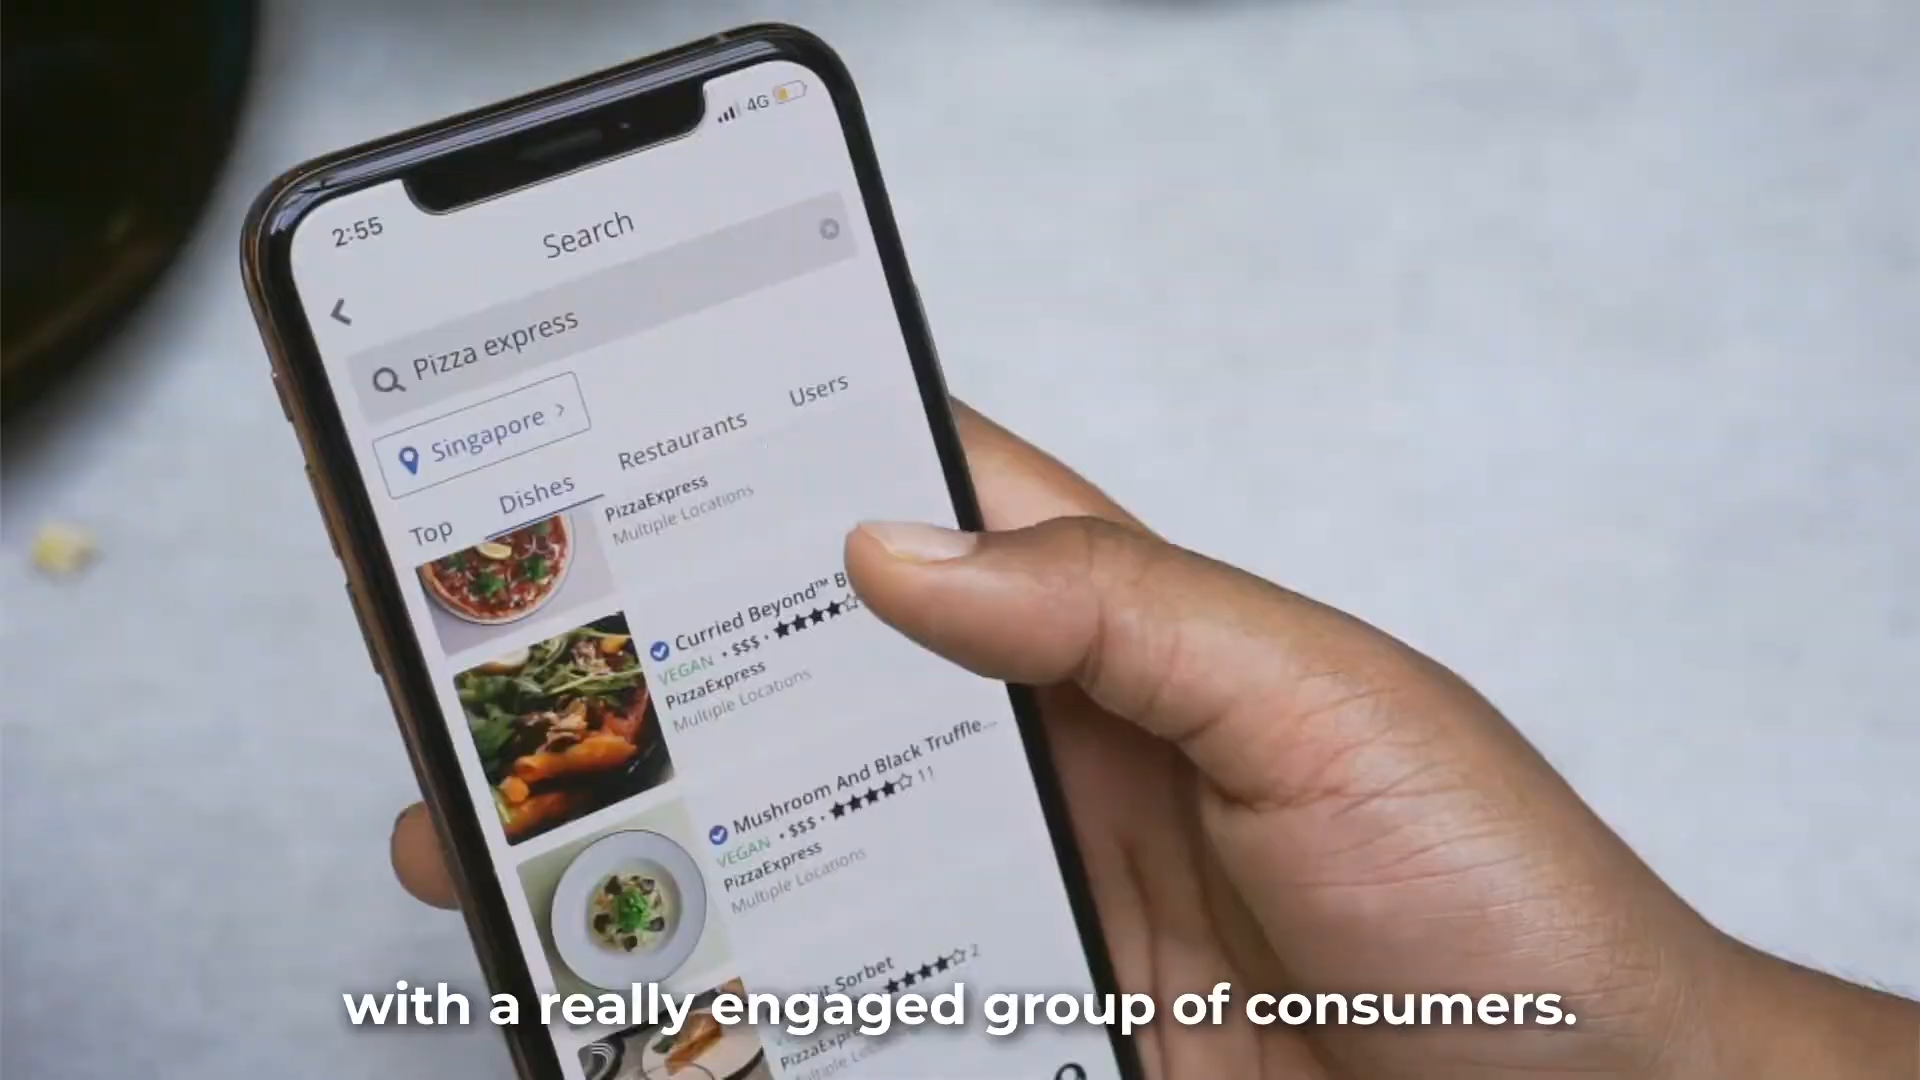 4G
2:55
Search
Pizza express
Singapore
Top Dishes Restaurants Users
PizzaExpress
Multiple Locations
Curried Beyond™ B
VEGAN • $$$ •
PizzaExpress
Multiple Locations
Mushroom And Black Truffle...
VEGAN • $$$ • 11
PizzaExpress
Multiple Locations
Sorbet
2
with a really engaged group of consumers.